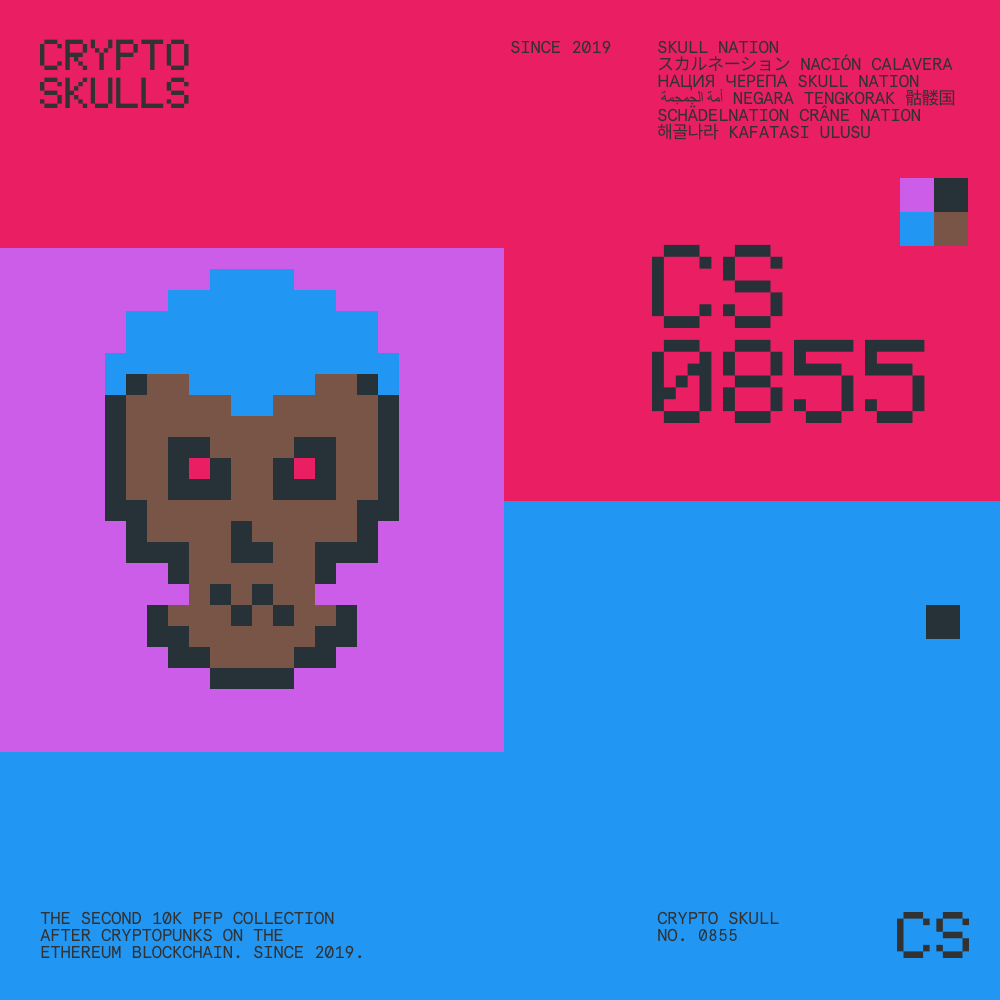 CRYPTO
SKULLS
SINCE 2019
SKULL NATION
スカルネーション NACIÓN CALAVERA
НАЦИЯ ЧЕРЕПА SKULL NATION
أمة الجمجمة NEGARA TENGKORAK 骷髅国
SCHÄDELNATION CRÂNE NATION
해골나라 KAFATASI ULUSU
CS
0855
THE SECOND 10K PFP COLLECTION
AFTER CRYPTOPUNKS ON THE
ETHEREUM BLOCKCHAIN. SINCE 2019.
CRYPTO SKULL
NO. 0855
CS